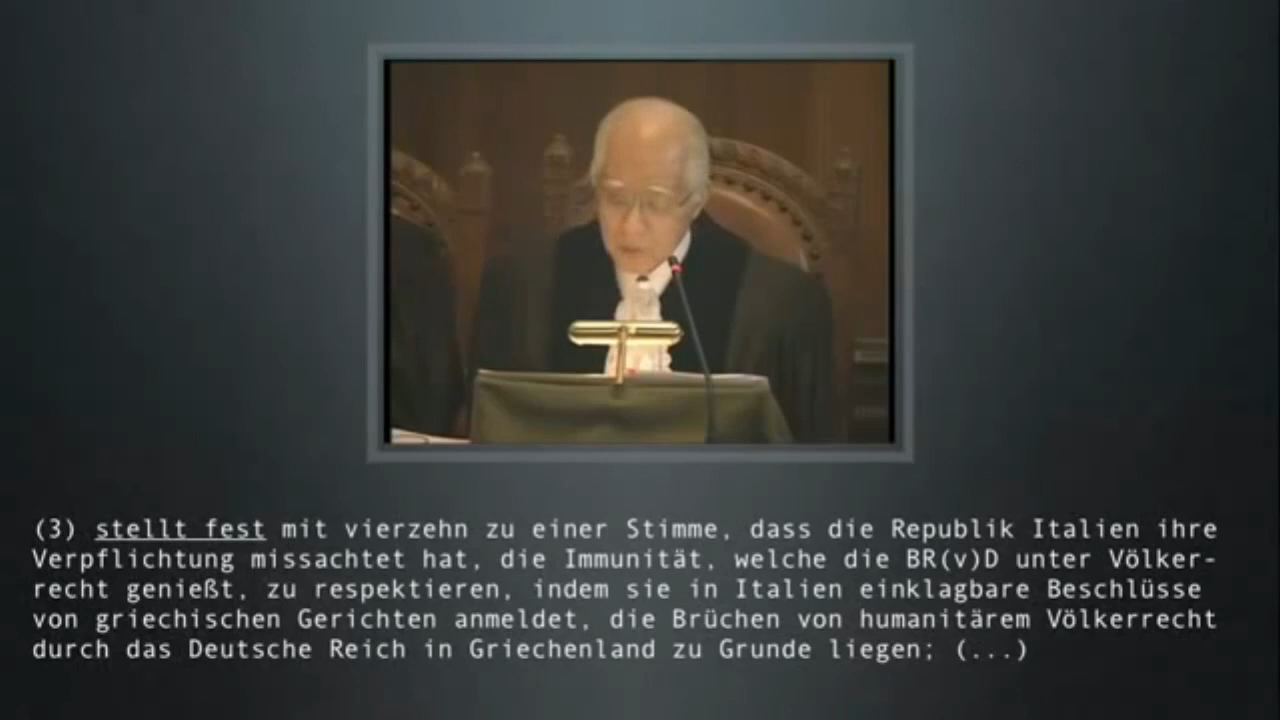 (3) stellt fest mit vierzehn zu einer Stimme, dass die Republik Italien ihre
Verpflichtung missachtet hat, die Immunität, welche die BR(v)D unter Völker-
recht genießt, zu respektieren, indem sie in Italien einklagbare Beschlüsse
von griechischen Gerichten anmeldet, die Brüchen von humanitärem Völkerrecht
durch das Deutsche Reich in Griechenland zu Grunde liegen; (...)